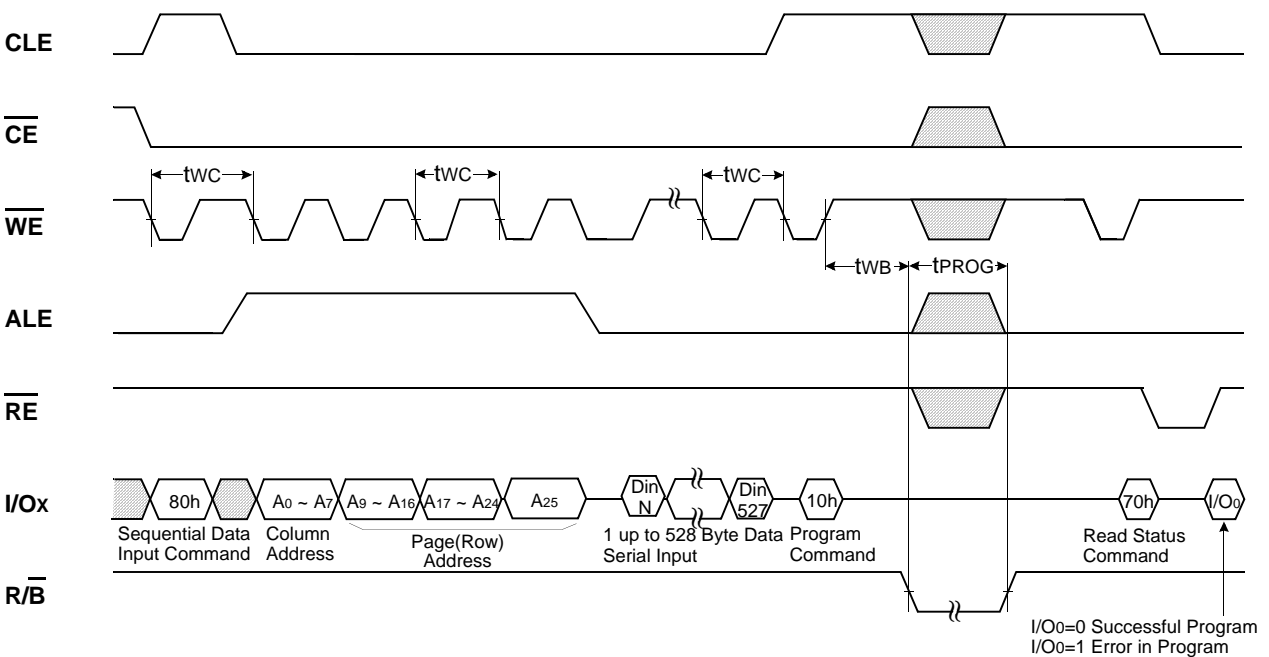 CLE
CE
tWC
tWC
tWC
WE
tWB
tPROG
ALE
RE
I/Ox
80h
A0 ~ A7
A9 ~ A16
A17 ~ A24
A25
Din
N
Din
527
10h
70h
I/O0
Sequential Data
Input Command
Column
Address
Page(Row)
Address
1 up to 528 Byte Data
Serial Input
Program
Command
Read Status
Command
R/B
I/O0=0 Successful Program
I/O0=1 Error in Program